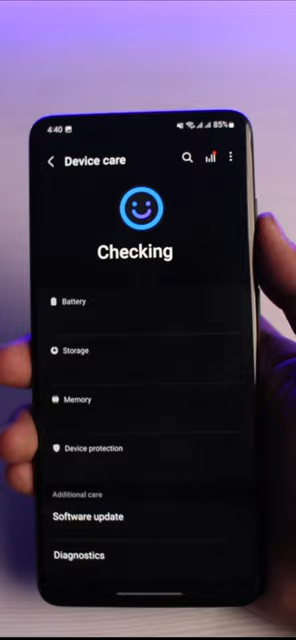 4:40
85%
Device care
Checking
Battery
Storage
Memory
Device protection
Additional care
Software update
Diagnostics